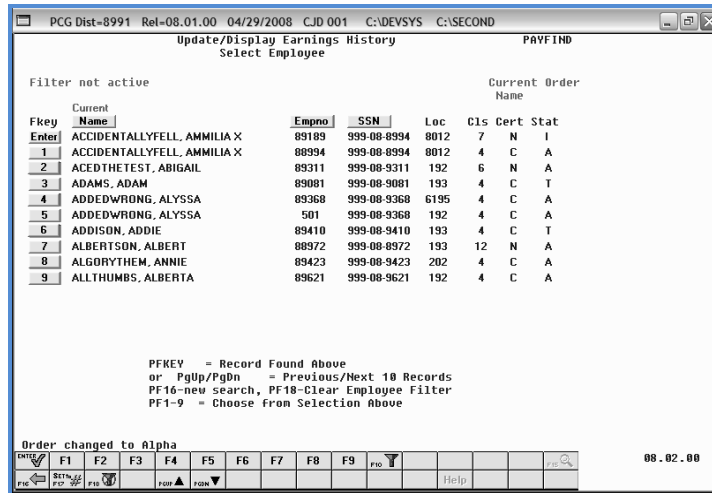 PCG Dist=8991 Rel=08.01.00 04/29/2008 CJD 001 C:\DEVSYS C:\SECOND
Update/Display Earnings History PAYFIND
Select Employee
Filter not active Current Order
Name
Current
Fkey Name Empno SSN Loc Cls Cert Stat
Enter ACCIDENTALLYFELL, AMMILIA X 89189 999-08-8994 8012 7 N I
1 ACCIDENTALLYFELL, AMMILIA X 88994 999-08-8994 8012 4 C A
2 ACEDTHETEST, ABIGAIL 89311 999-08-9311 192 6 N A
3 ADAMS, ADAM 89081 999-08-9081 193 4 C T
4 ADDEDWRONG, ALYSSA 89368 999-08-9368 6195 4 C A
5 ADDEDWRONG, ALYSSA 501 999-08-9368 192 4 C A
6 ADDISON, ADDIE 89410 999-08-9410 193 4 C T
7 ALBERTSON, ALBERT 88972 999-08-8972 193 12 N A
8 ALGORYTHEM, ANNIE 89423 999-08-9423 202 4 C A
9 ALLTHUMBS, ALBERTA 89621 999-08-9621 192 4 C A
PFKEY = Record Found Above
or PgUp/PgDn = Previous/Next 10 Records
PF16-new search, PF18-Clear Employee Filter
PF1-9 = Choose from Selection Above
Order changed to Alpha
ENTER F1 F2 F3 F4 F5 F6 F7 F8 F9 F10 F15 08.02.00
F16 F17 F18 PGUP PGDN Help